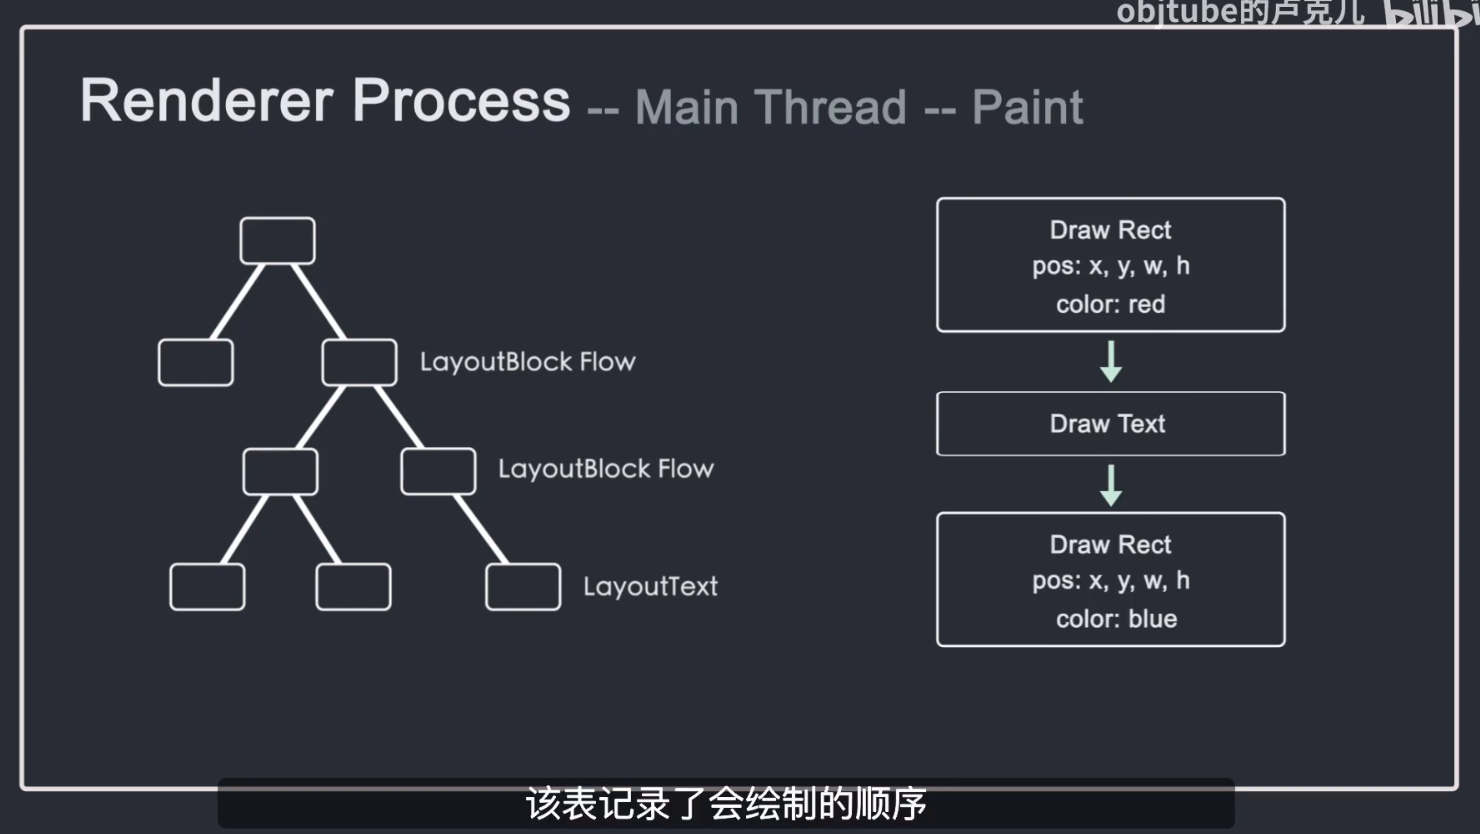 objtube的卢克儿 bilibi
Renderer Process -- Main Thread -- Paint
LayoutBlock Flow
LayoutBlock Flow
LayoutText
Draw Rect
pos: x, y, w, h
color: red
Draw Text
Draw Rect
pos: x, y, w, h
color: blue
该表记录了会绘制的顺序